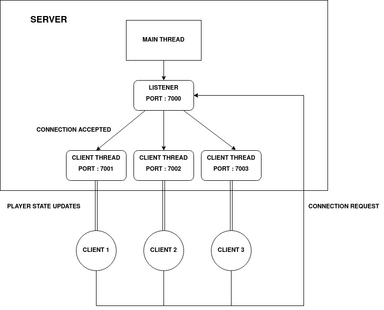 SERVER
MAIN THREAD
LISTENER
PORT : 7000
CONNECTION ACCEPTED
CLIENT THREAD
PORT : 7001
CLIENT THREAD
PORT : 7002
CLIENT THREAD
PORT : 7003
PLAYER STATE UPDATES
CONNECTION REQUEST
CLIENT 1
CLIENT 2
CLIENT 3